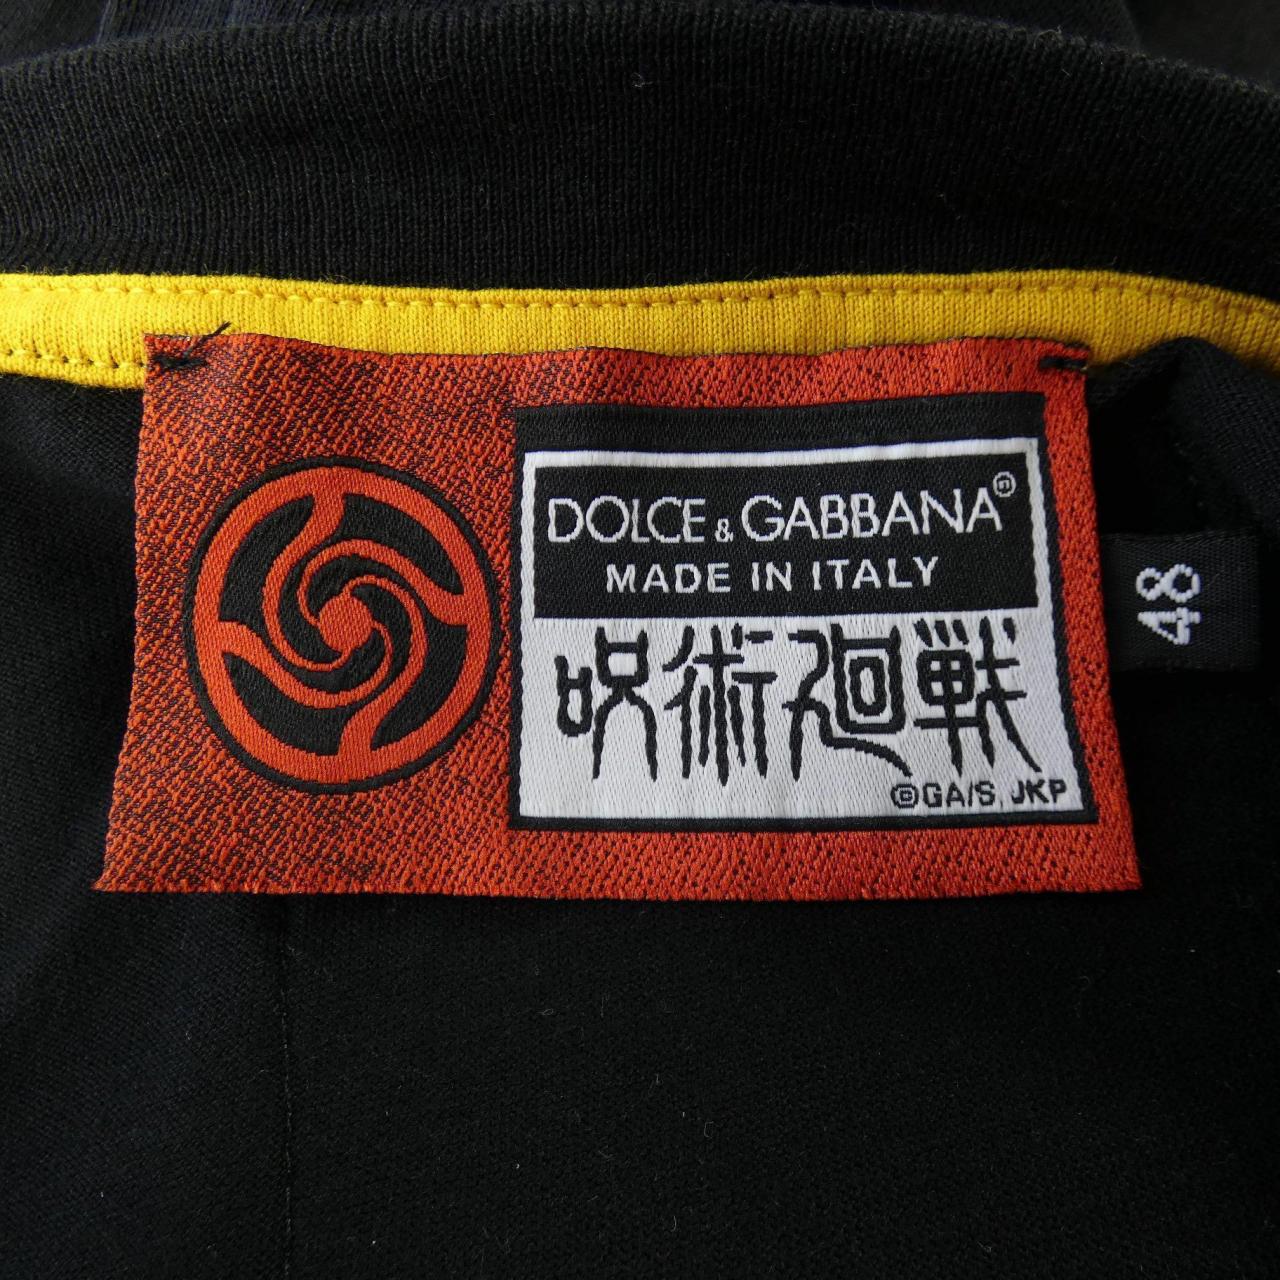 DOLCE & GABBANA®
MADE IN ITALY
呪術廻戦
©GA/S, JKP
48